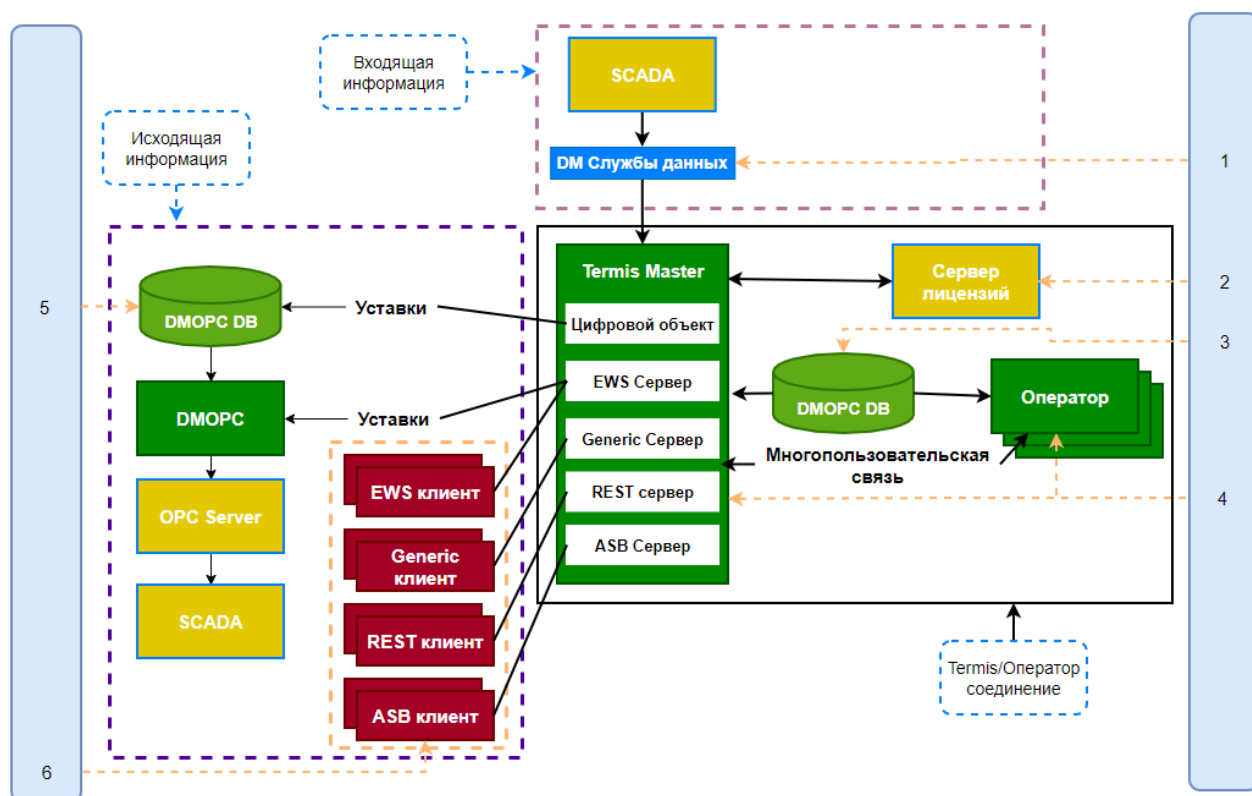 Входящая
информация
SCADA
Исходящая
информация
DM Службы данных
1
Termis Master
Сервер
лицензий
2
5
DMOPC DB
Уставки
Цифровой объект
3
EWS Сервер
DMOPC DB
Оператор
DMOPC
Уставки
Generic Сервер
Многопользовательская
связь
EWS клиент
REST сервер
4
OPC Server
ASB Сервер
Generic
клиент
SCADA
REST клиент
Termis/Оператор
соединение
ASB клиент
6